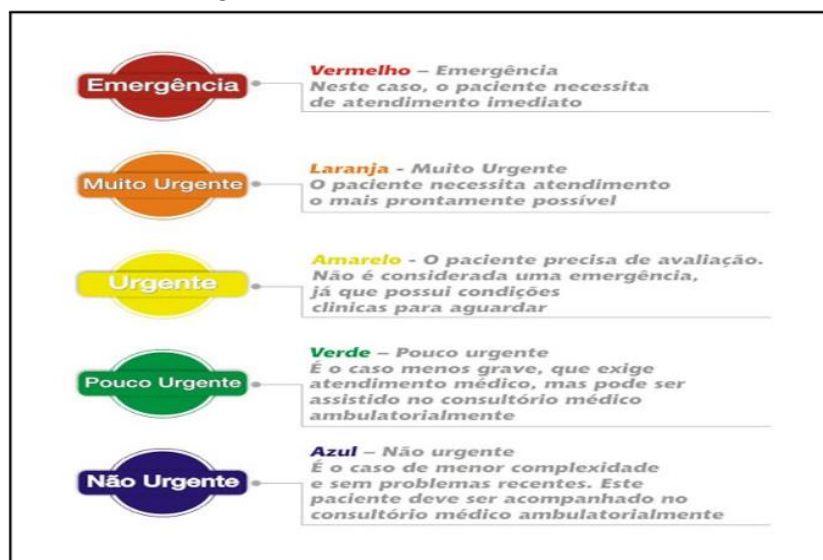 Emergência
Vermelho – Emergência
Neste caso, o paciente necessita
de atendimento imediato
Muito Urgente
Laranja - Muito Urgente
O paciente necessita atendimento
o mais prontamente possível
Urgente
Amarelo - O paciente precisa de avaliação.
Não é considerada uma emergência,
já que possui condições
clinicas para aguardar
Pouco Urgente
Verde – Pouco urgente
É o caso menos grave, que exige
atendimento médico, mas pode ser
assistido no consultório médico
ambulatorialmente
Não Urgente
Azul – Não urgente
É o caso de menor complexidade
e sem problemas recentes. Este
paciente deve ser acompanhado no
consultório médico ambulatorialmente